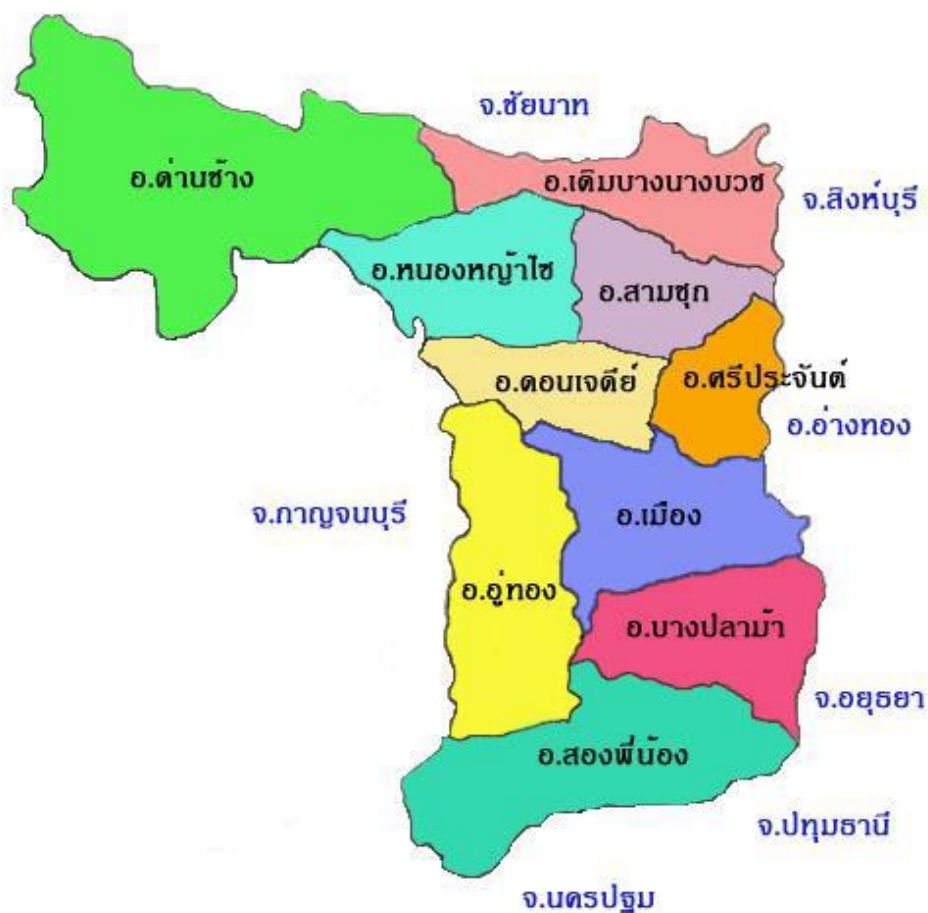 จ.ชัยนาท
อ.ด่านช้าง
อ.เดิมบางนางบวช
จ.สิงห์บุรี
อ.หนองหญ้าไซ
อ.สามชุก
อ.ดอนเจดีย์
อ.ศรีประจันต์
อ.อ่างทอง
จ.กาญจนบุรี
อ.เมือง
อ.อู่ทอง
อ.บางปลาม้า
จ.อยุธยา
อ.สองพี่น้อง
จ.ปทุมธานี
จ.นครปฐม